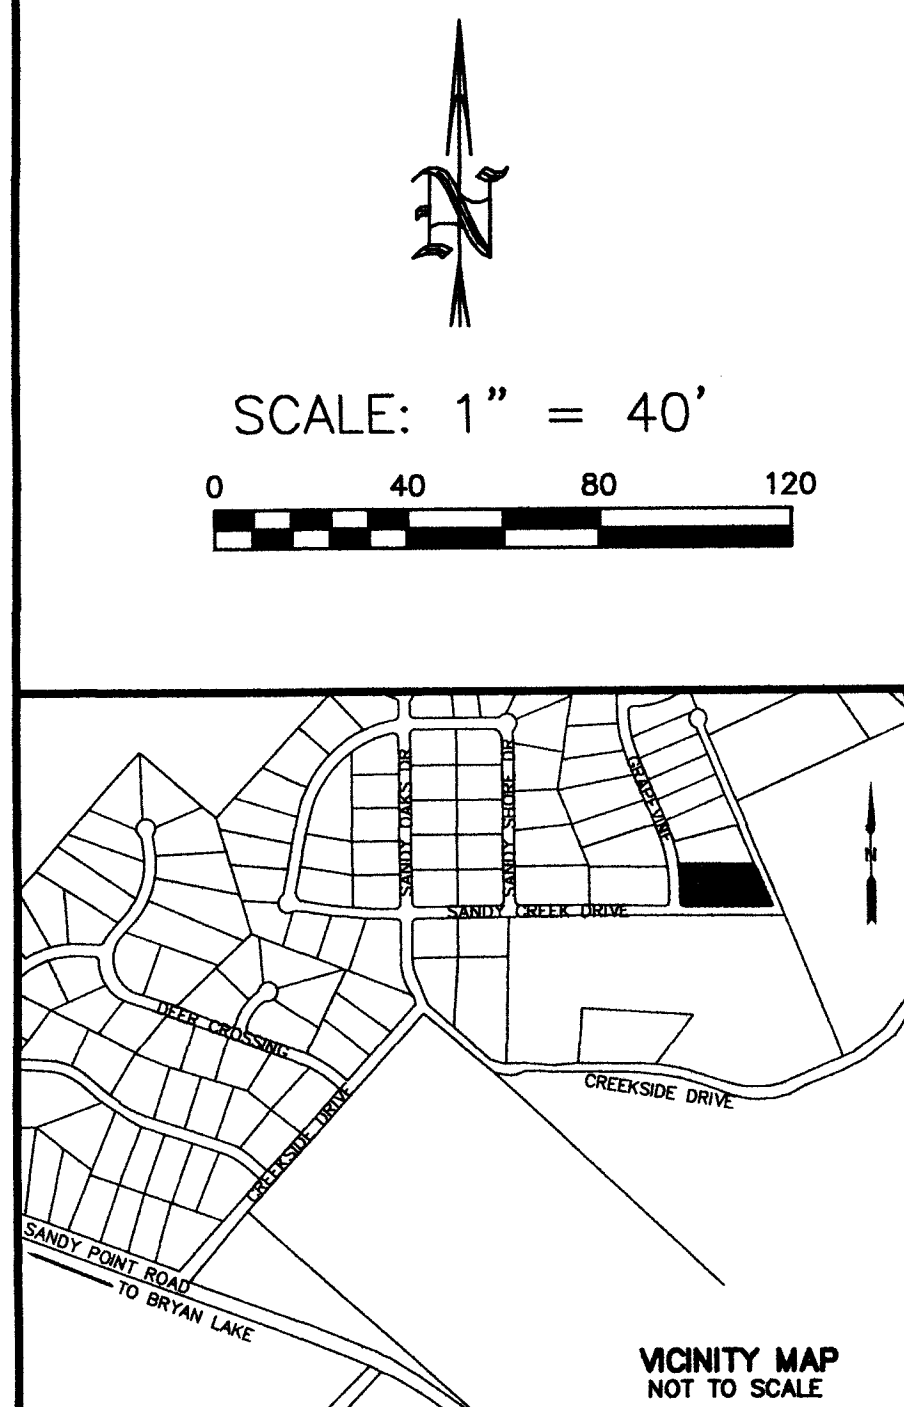 N
SCALE: 1” = 40’
0 40 80 120
SANDY OAKS DR
SANDY SHORE DR
GRAPEVINE
N
SANDY CREEK DRIVE
DEER CROSSING
CREEKSIDE DRIVE
CREEKSIDE DRIVE
SANDY POINT ROAD
TO BRYAN LAKE
VICINITY MAP
NOT TO SCALE